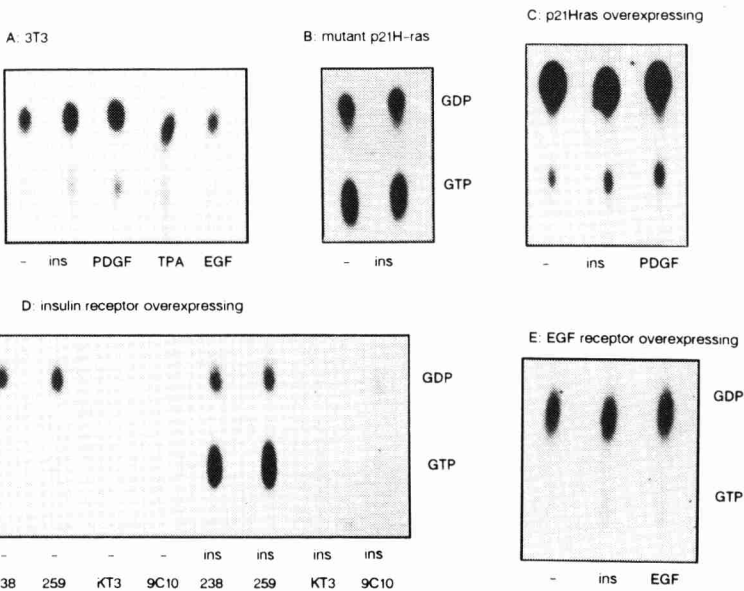 A: 3T3
B: mutant p21H-ras
C: p21Hras overexpressing
GDP
GTP
- ins PDGF TPA EGF
- ins
- ins PDGF
D: insulin receptor overexpressing
E: EGF receptor overexpressing
GDP
GTP
GDP
GTP
- - - - ins ins ins ins
38 259 KT3 9C10 238 259 KT3 9C10
- ins EGF